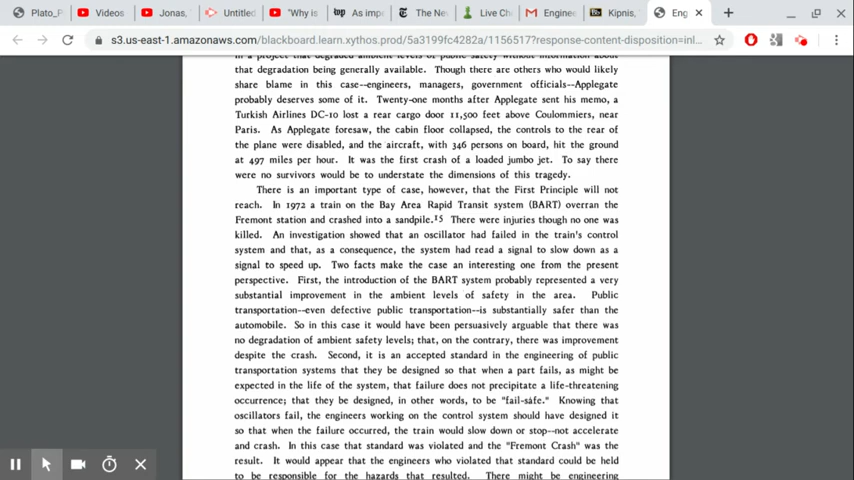 Plato_P
Videos
Jonas,
Untitled
"Why is
wp As imp
The Ne
Live Che
Engine
Kipnis,
Eng
s3.us-east-1.amazonaws.com/blackboard.learn.xythos.prod/5a3199fc4282a/1156517?response-content-disposition=inl...
in a project that degraded ambient levels of public safety without information about
that degradation being generally available. Though there are others who would likely
share blame in this case--engineers, managers, government officials--Applegate
probably deserves some of it. Twenty-one months after Applegate sent his memo, a
Turkish Airlines DC-10 lost a rear cargo door 11,500 feet above Coulommiers, near
Paris. As Applegate foresaw, the cabin floor collapsed, the controls to the rear of
the plane were disabled, and the aircraft, with 346 persons on board, hit the ground
at 497 miles per hour. It was the first crash of a loaded jumbo jet. To say there
were no survivors would be to understate the dimensions of this tragedy.
There is an important type of case, however, that the First Principle will not
reach. In 1972 a train on the Bay Area Rapid Transit system (BART) overran the
Fremont station and crashed into a sandpile.15 There were injuries though no one was
killed. An investigation showed that an oscillator had failed in the train's control
system and that, as a consequence, the system had read a signal to slow down as a
signal to speed up. Two facts make the case an interesting one from the present
perspective. First, the introduction of the BART system probably represented a very
substantial improvement in the ambient levels of safety in the area. Public
transportation--even defective public transportation--is substantially safer than the
automobile. So in this case it would have been persuasively arguable that there was
no degradation of ambient safety levels; that, on the contrary, there was improvement
despite the crash. Second, it is an accepted standard in the engineering of public
transportation systems that they be designed so that when a part fails, as might be
expected in the life of the system, that failure does not precipitate a life-threatening
occurrence; that they be designed, in other words, to be "fail-safe." Knowing that
oscillators fail, the engineers working on the control system should have designed it
so that when the failure occurred, the train would slow down or stop--not accelerate
and crash. In this case that standard was violated and the "Fremont Crash" was the
result. It would appear that the engineers who violated that standard could be held
to be responsible for the hazards that resulted. There might be engineering